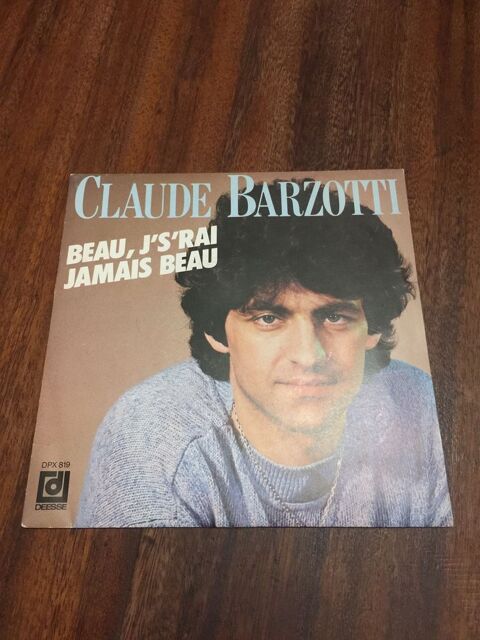 CLAUDE BARZOTTI
BEAU, J'S'RAI
JAMAIS BEAU
DPX 819
d
DEESSE